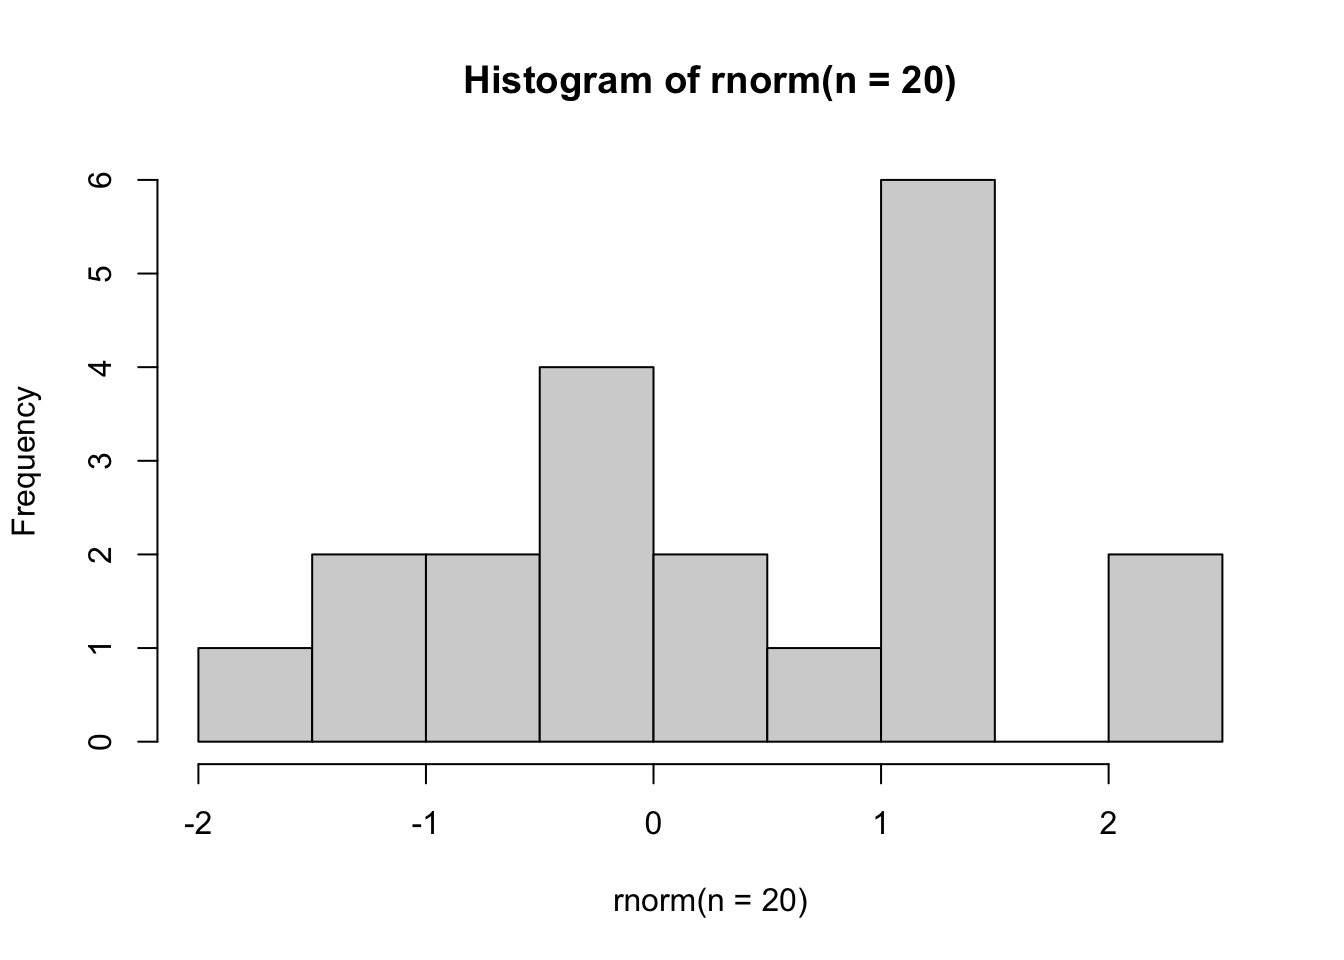 Histogram of rnorm(n = 20)
Frequency
6
5
4
3
2
1
0
-2 -1 0 1 2
rnorm(n = 20)